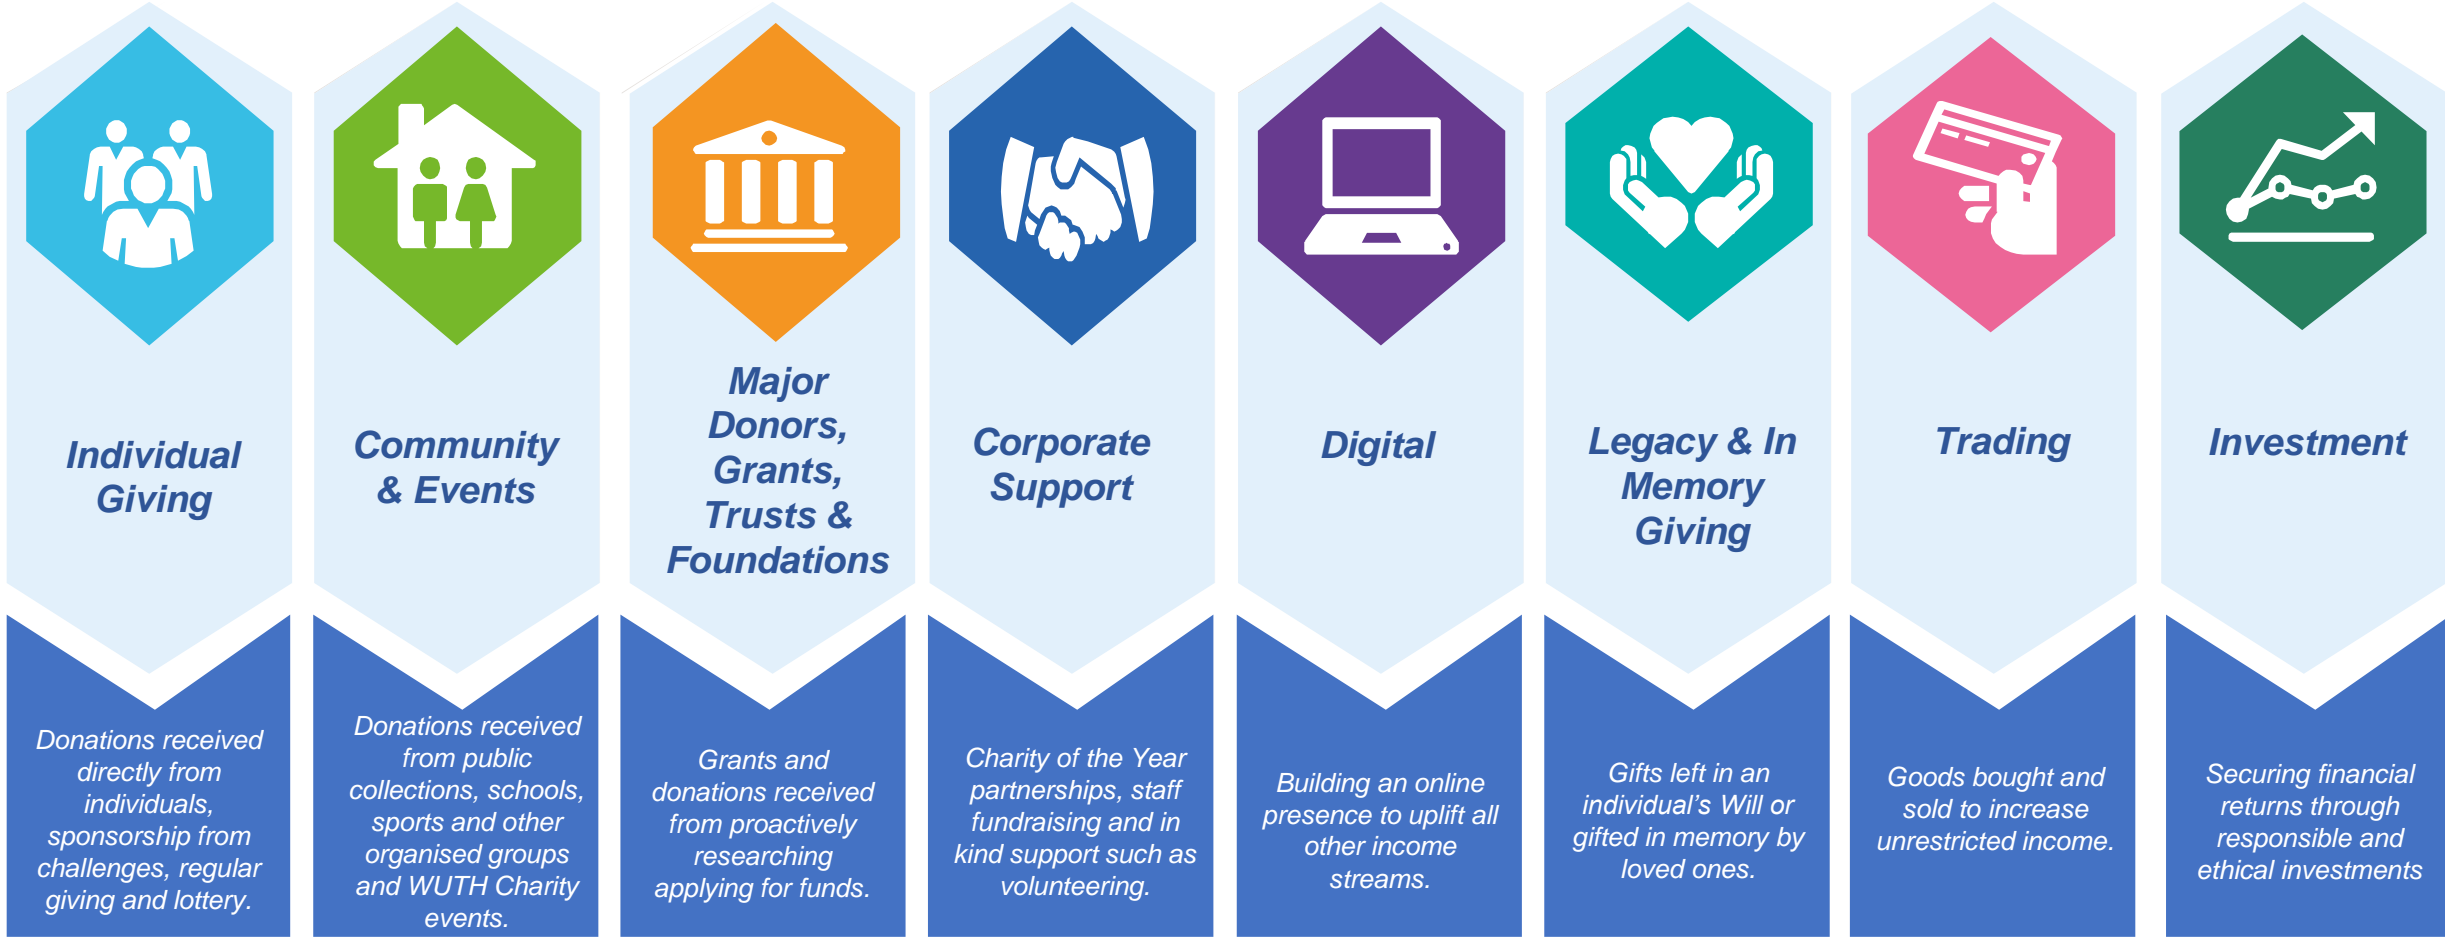 Individual
Giving
Donations received
directly from
individuals,
sponsorship from
challenges, regular
giving and lottery.
Community
& Events
Donations received
from public
collections, schools,
sports and other
organised groups
and WUTH Charity
events.
Major
Donors,
Grants,
Trusts &
Foundations
Grants and
donations received
from proactively
researching
applying for funds.
Corporate
Support
Charity of the Year
partnerships, staff
fundraising and in
kind support such as
volunteering.
Digital
Building an online
presence to uplift all
other income
streams.
Legacy & In
Memory
Giving
Gifts left in an
individual's Will or
gifted in memory by
loved ones.
Trading
Goods bought and
sold to increase
unrestricted income.
Investment
Securing financial
returns through
responsible and
ethical investments